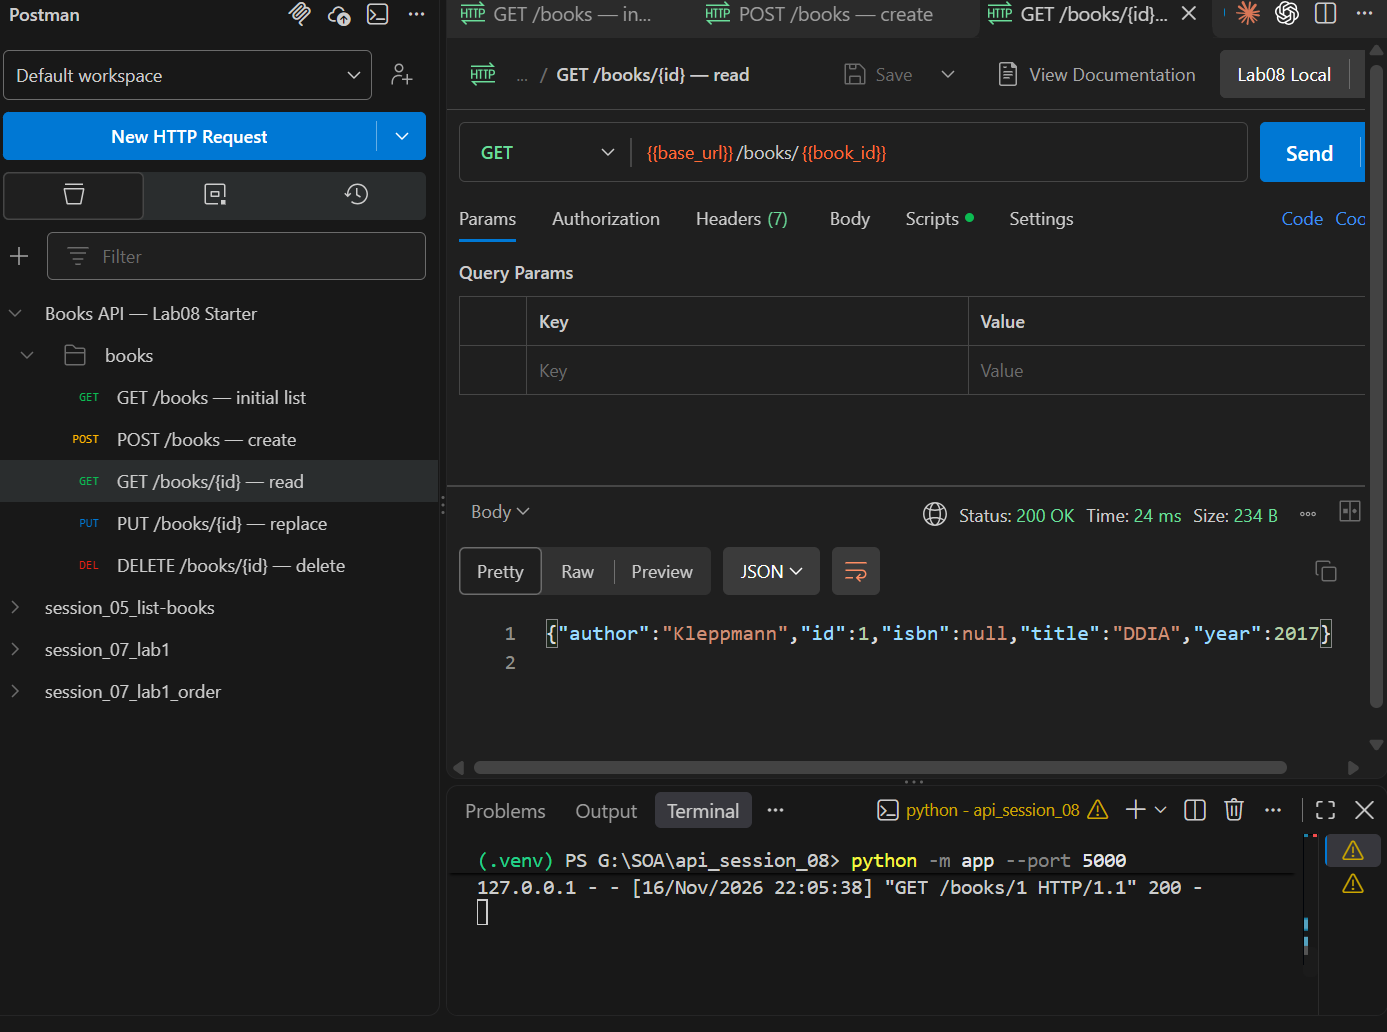 Postman
Default workspace
New HTTP Request
Filter
Books API — Lab08 Starter
books
GET GET /books — initial list
POST POST /books — create
GET GET /books/{id} — read
PUT PUT /books/{id} — replace
DEL DELETE /books/{id} — delete
session_05_list-books
session_07_lab1
session_07_lab1_order
HTTP GET /books — in... HTTP POST /books — create HTTP GET /books/{id}...
HTTP ... / GET /books/{id} — read Save View Documentation Lab08 Local
GET {{base_url}}/books/{{book_id}} Send
Params Authorization Headers (7) Body Scripts Settings Code Coo
Query Params
Key Value
Key Value
Body Status: 200 OK Time: 24 ms Size: 234 B
Pretty Raw Preview JSON
1 {"author":"Kleppmann","id":1,"isbn":null,"title":"DDIA","year":2017}
2
Problems Output Terminal python - api_session_08
(.venv) PS G:\SOA\api_session_08> python -m app --port 5000
127.0.0.1 - - [16/Nov/2026 22:05:38] "GET /books/1 HTTP/1.1" 200 -